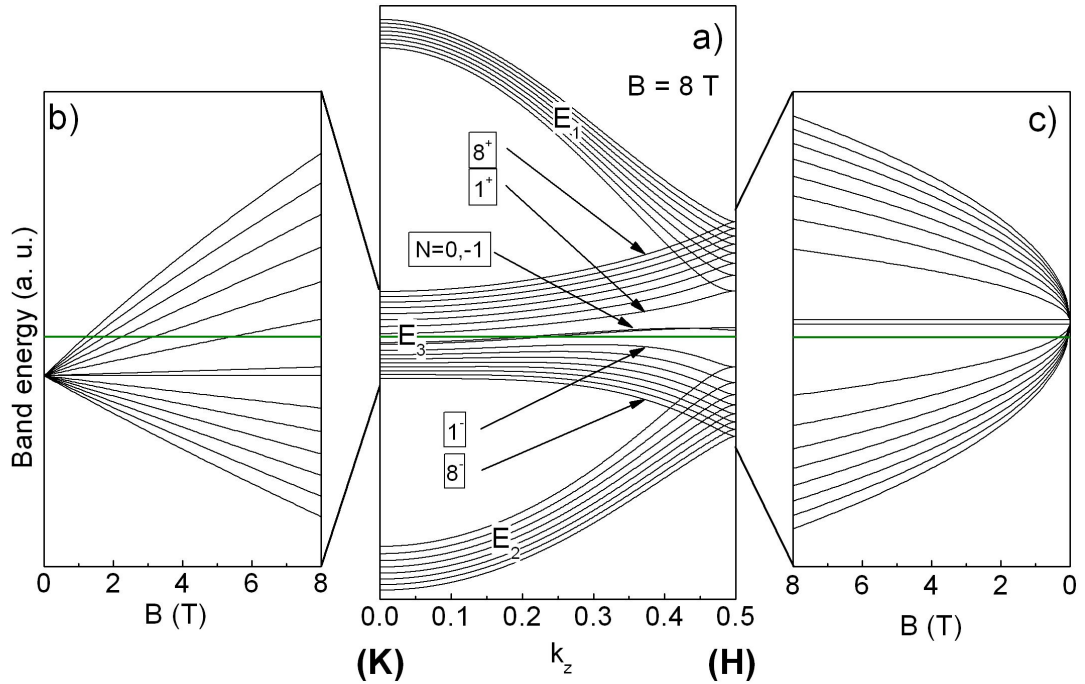 Band energy (a. u.)
b)
0 2 4 6 8
B (T)
a)
B = 8 T
E₁
8⁺
1⁺
N=0,-1
E₃
1⁻
8⁻
E₂
0.0 0.1 0.2 0.3 0.4 0.5
(K) k_z (H)
c)
8 6 4 2 0
B (T)